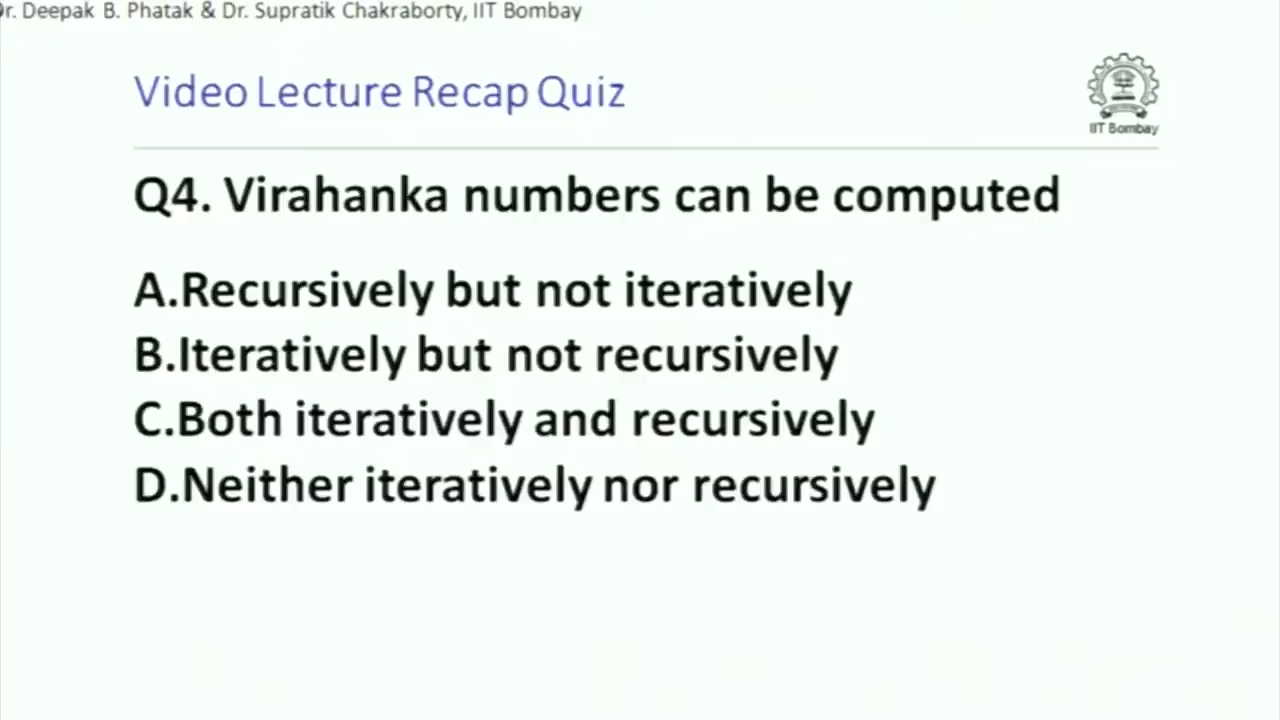 Dr. Deepak B. Phatak & Dr. Supratik Chakraborty, IIT Bombay
Video Lecture Recap Quiz
IIT Bombay
Q4. Virahanka numbers can be computed
A.Recursively but not iteratively
B.Iteratively but not recursively
C.Both iteratively and recursively
D.Neither iteratively nor recursively